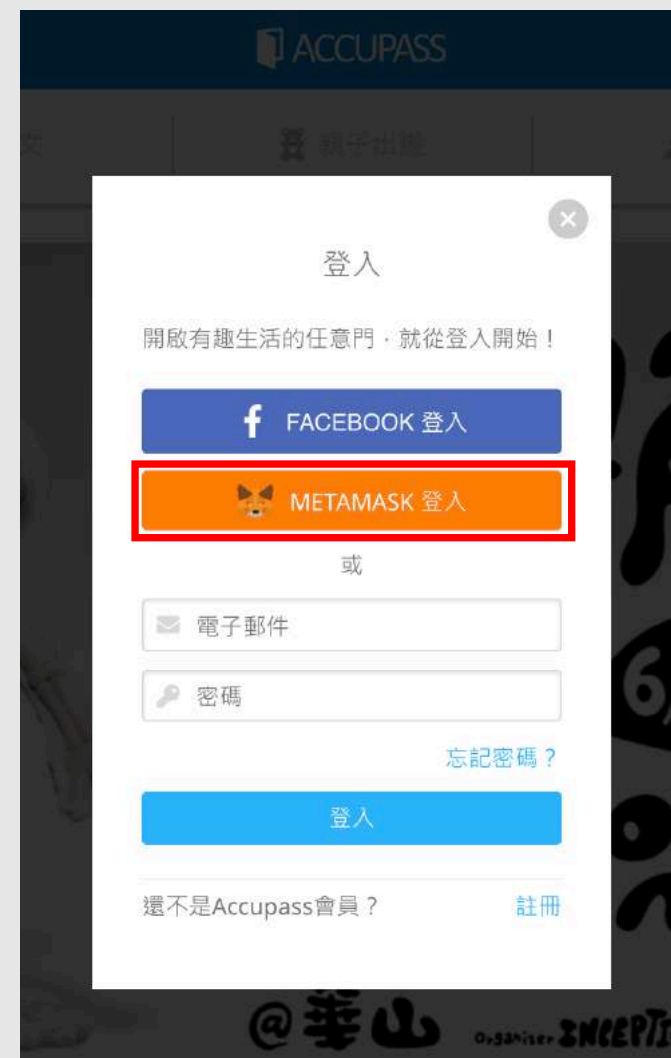 ACCUPASS
親子出遊
登入
開啟有趣生活的任意門，就從登入開始！
FACEBOOK 登入
METAMASK 登入
或
電子郵件
密碼
忘記密碼？
登入
還不是Accupass會員？ 註冊
@華山 Organiser INCEPTI